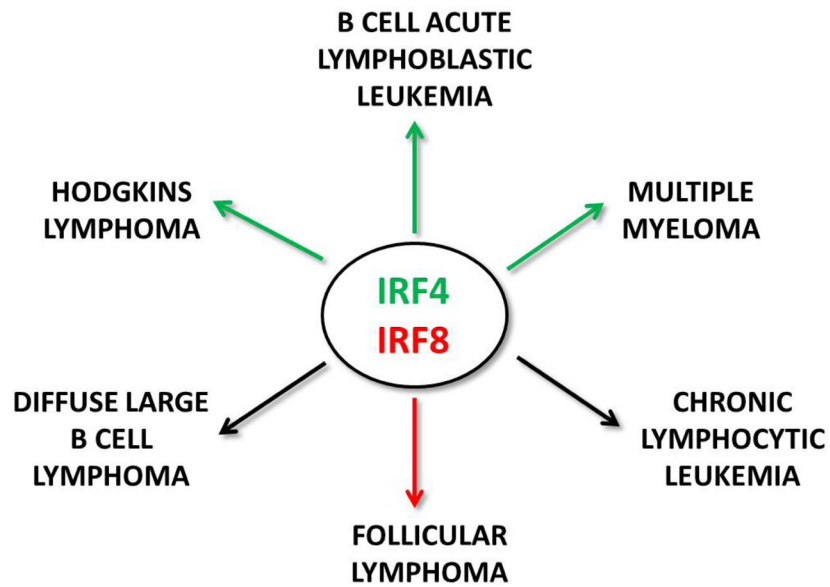 B CELL ACUTE
LYMPHOBLASTIC
LEUKEMIA
HODGKINS
LYMPHOMA
MULTIPLE
MYELOMA
IRF4
IRF8
DIFFUSE LARGE
B CELL
LYMPHOMA
CHRONIC
LYMPHOCYTIC
LEUKEMIA
FOLLICULAR
LYMPHOMA